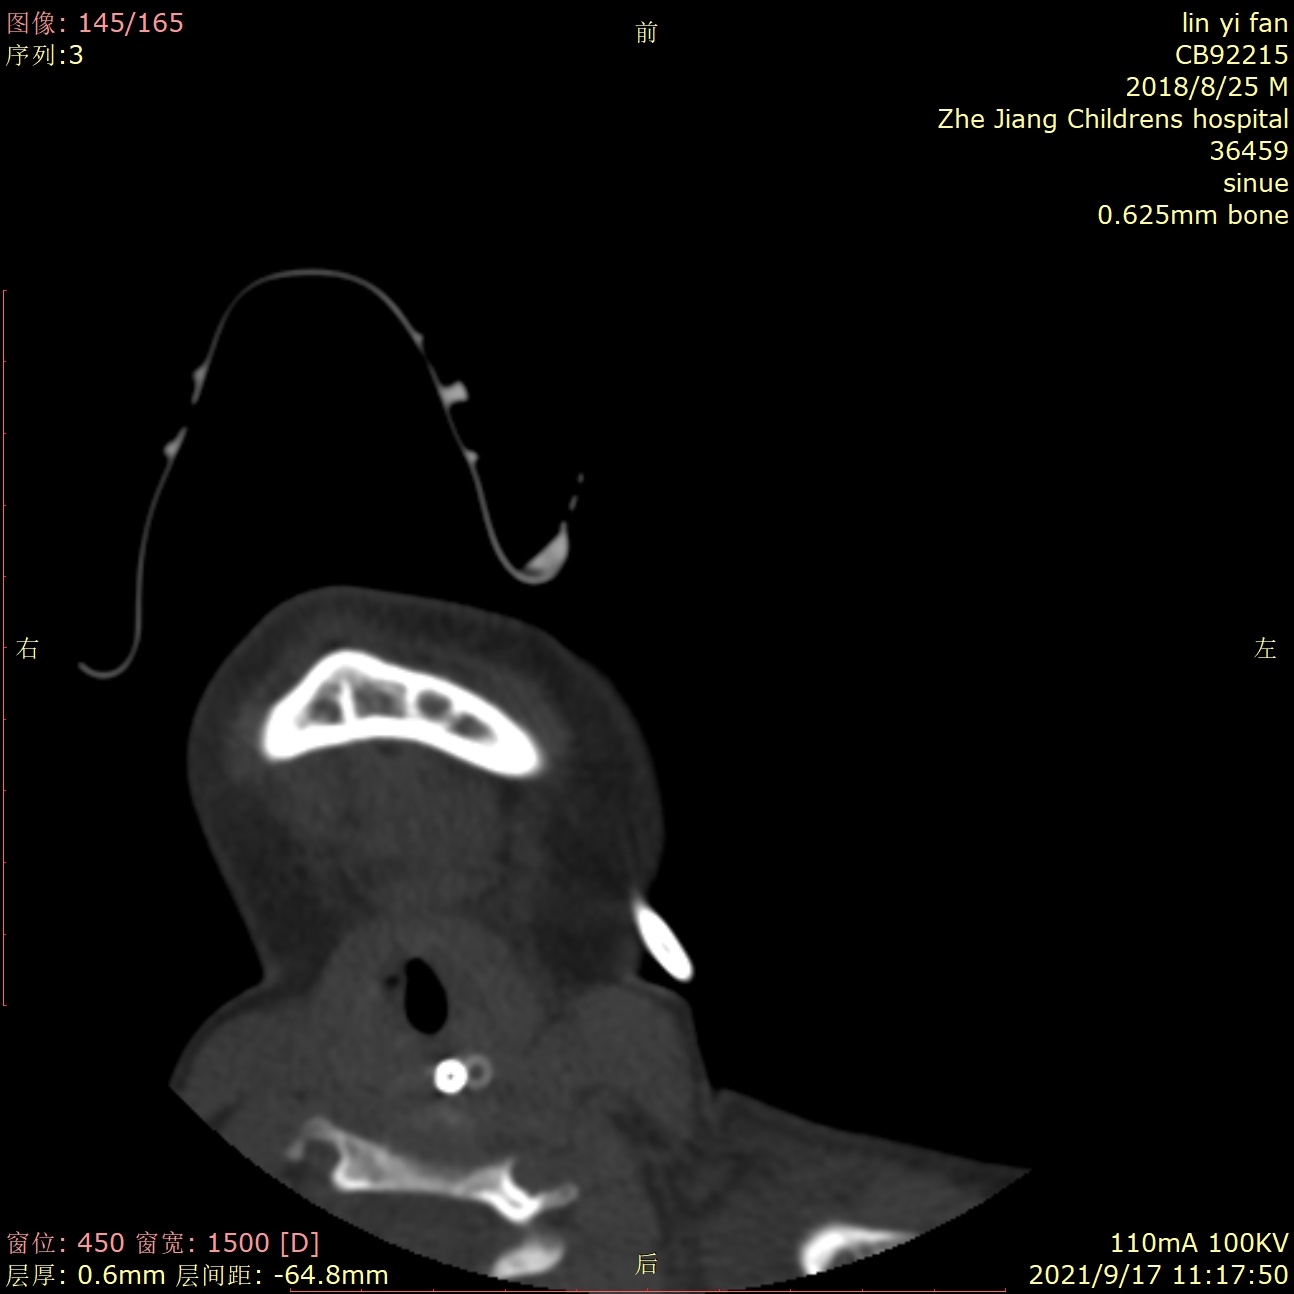 图像: 145/165
序列:3
前
lin yi fan
CB92215
2018/8/25 M
Zhe Jiang Childrens hospital
36459
sinue
0.625mm bone
右
左
窗位: 450 窗宽: 1500 [D]
层厚: 0.6mm 层间距: -64.8mm
后
110mA 100KV
2021/9/17 11:17:50